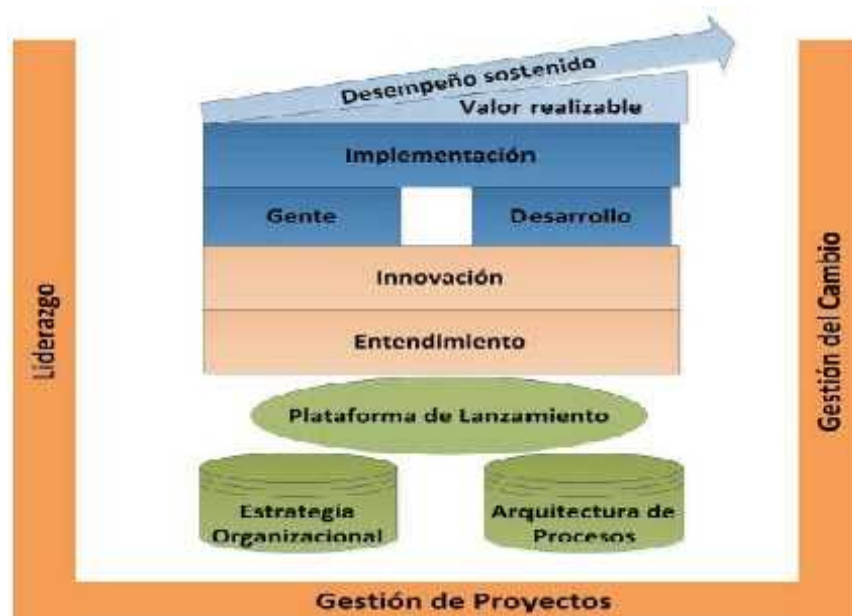 Desempeño sostenido
Valor realizable
Implementación
Gente
Desarrollo
Innovación
Entendimiento
Plataforma de Lanzamiento
Estrategia
Organizacional
Arquitectura de
Procesos
Liderazgo
Gestión del Cambio
Gestión de Proyectos